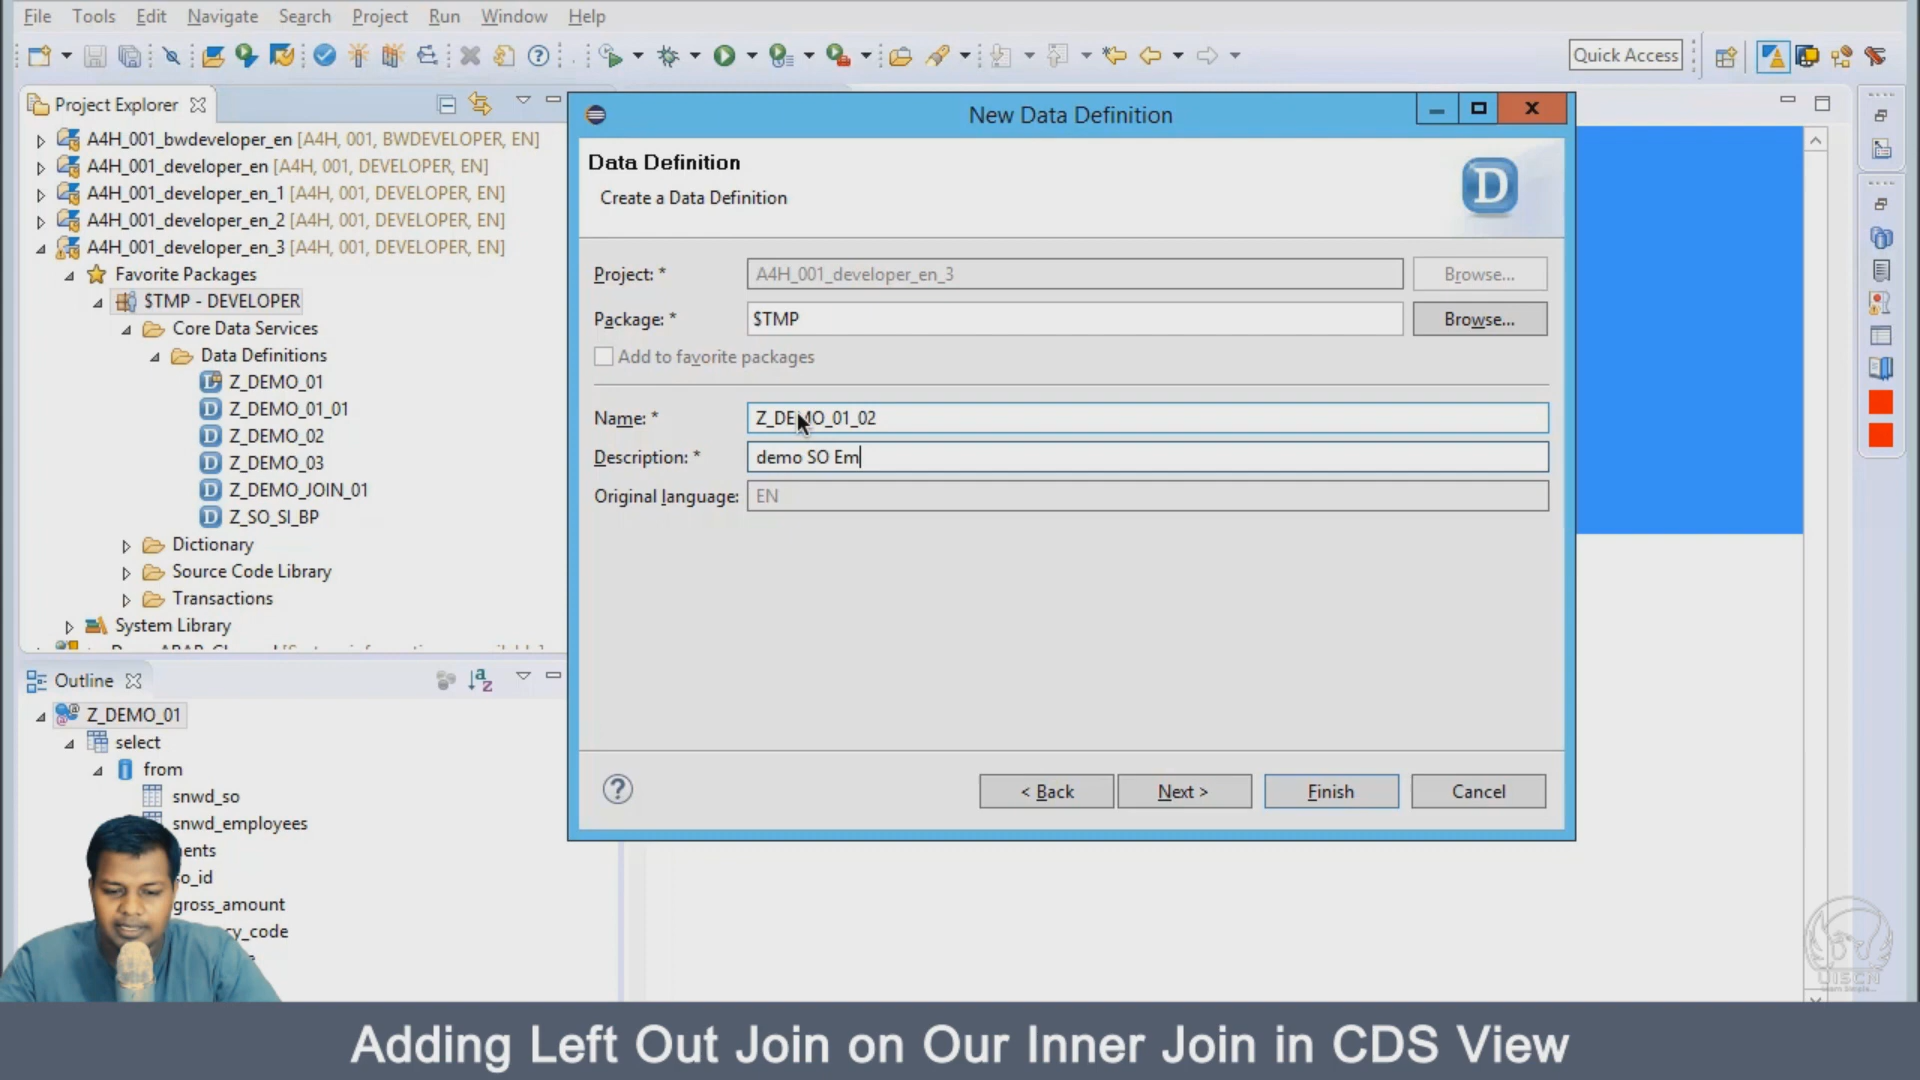 File Tools Edit Navigate Search Project Run Window Help
Quick Access
Project Explorer
A4H_001_bwdeveloper_en [A4H, 001, BWDEVELOPER, EN]
A4H_001_developer_en [A4H, 001, DEVELOPER, EN]
A4H_001_developer_en_1 [A4H, 001, DEVELOPER, EN]
A4H_001_developer_en_2 [A4H, 001, DEVELOPER, EN]
A4H_001_developer_en_3 [A4H, 001, DEVELOPER, EN]
Favorite Packages
$TMP - DEVELOPER
Core Data Services
Data Definitions
Z_DEMO_01
Z_DEMO_01_01
Z_DEMO_02
Z_DEMO_03
Z_DEMO_JOIN_01
Z_SO_SI_BP
Dictionary
Source Code Library
Transactions
System Library
Outline
Z_DEMO_01
select
from
snwd_so
snwd_employees
gross_amount
New Data Definition
Data Definition
Create a Data Definition
D
Project: * A4H_001_developer_en_3 Browse...
Package: * $TMP Browse...
Add to favorite packages
Name: * Z_DEMO_01_02
Description: * demo SO Em
Original language: EN
< Back Next > Finish Cancel
Adding Left Out Join on Our Inner Join in CDS View